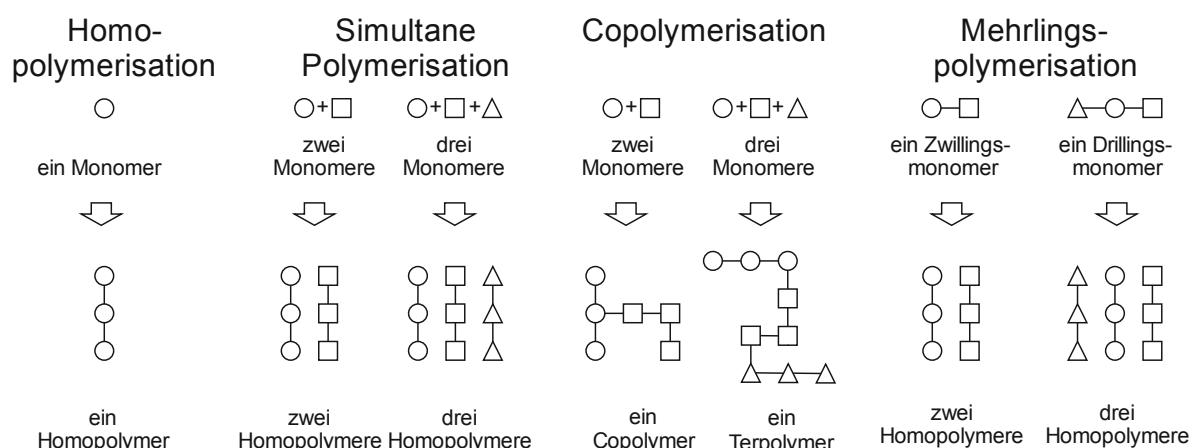 Homo-
polymerisation
Simultane
Polymerisation
Copolymerisation
Mehrlings-
polymerisation
+
+ +
+
+ +
ein Monomer
zwei
Monomere
drei
Monomere
zwei
Monomere
drei
Monomere
ein Zwillings-
monomer
ein Drillings-
monomer
ein
Homopolymer
zwei
Homopolymere
drei
Homopolymere
ein
Copolymer
ein
Terpolymer
zwei
Homopolymere
drei
Homopolymere